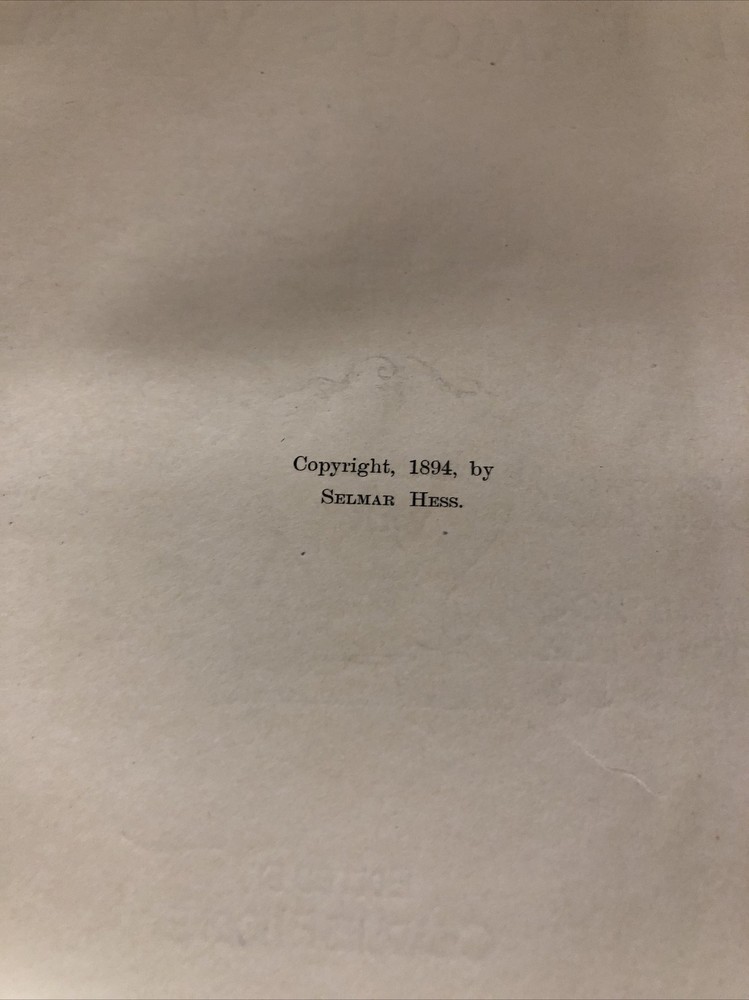 Copyright, 1894, by
SELMAR HESS.